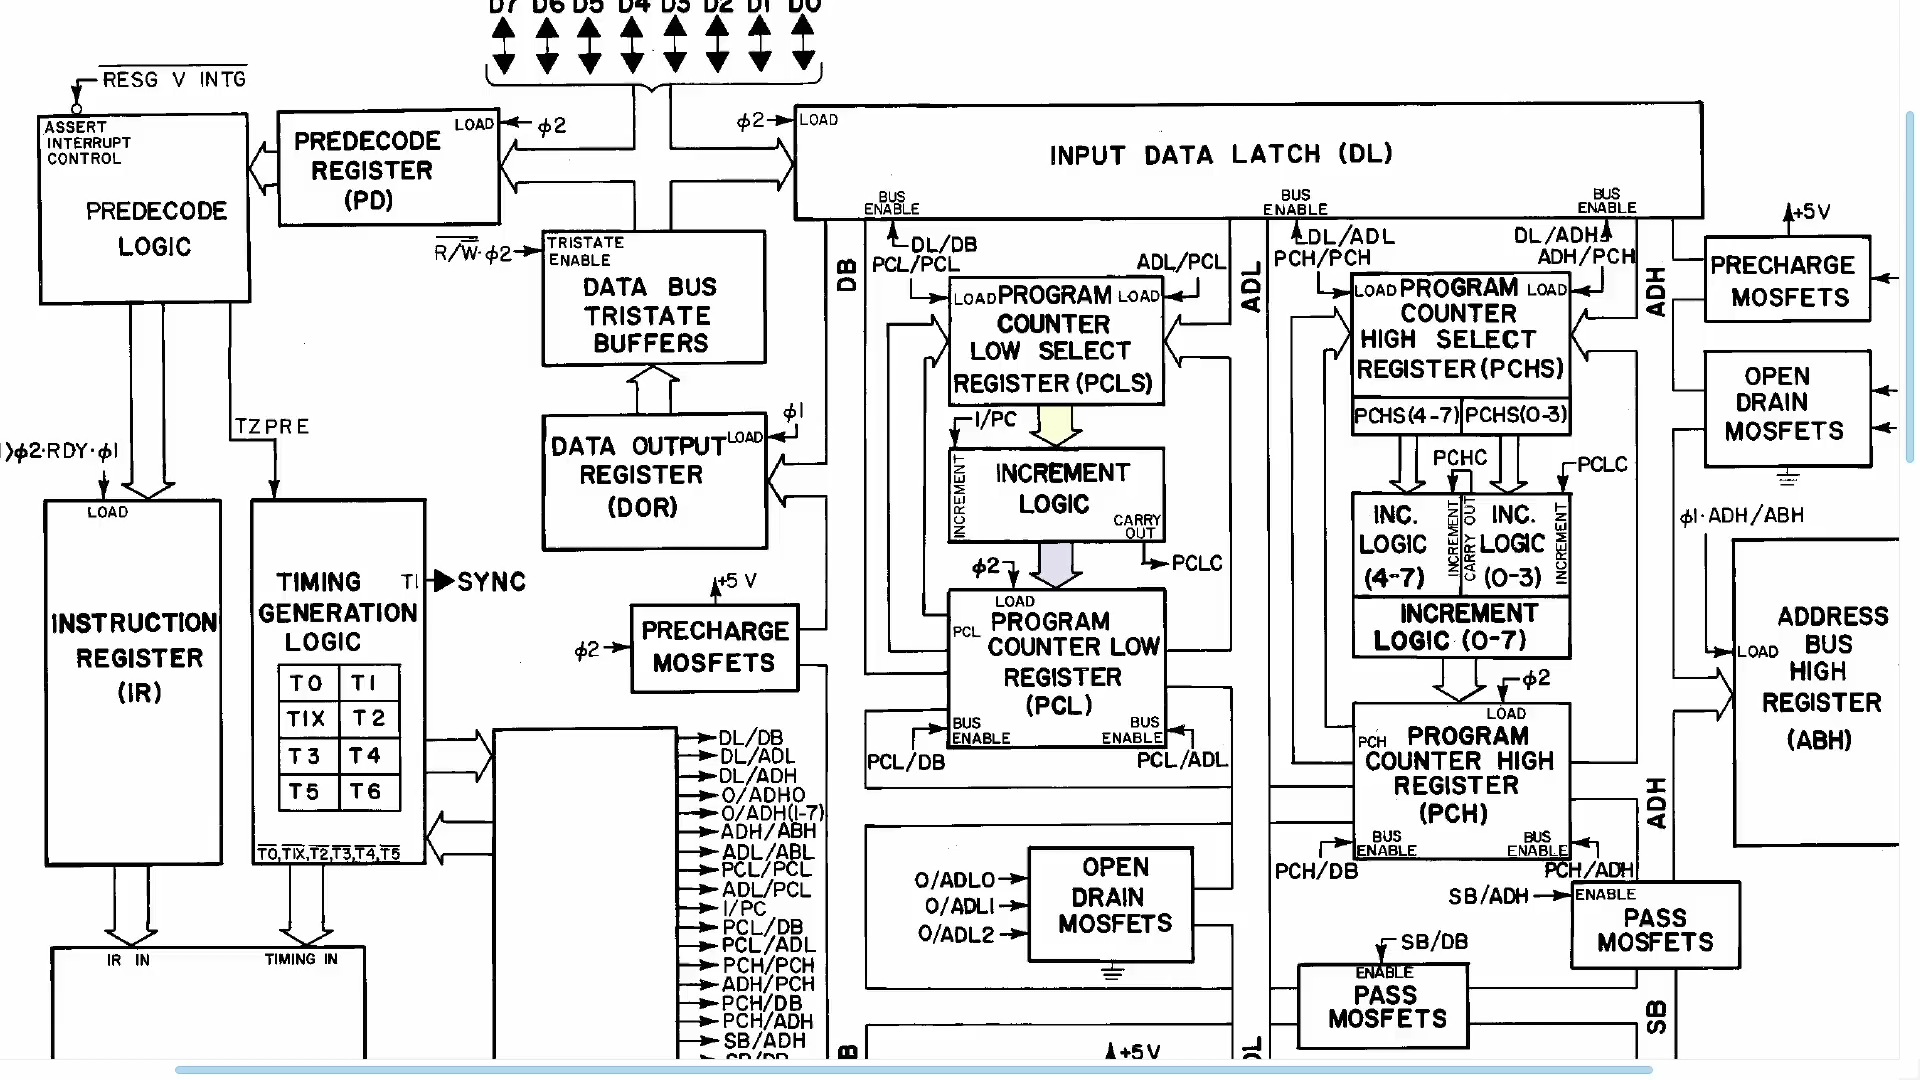 D7 D6 D5 D4 D3 D2 D1 D0
RESG V INTG
ASSERT
INTERRUPT
CONTROL
PREDECODE
LOGIC
LOAD
φ2
PREDECODE
REGISTER
(PD)
φ2
LOAD
INPUT DATA LATCH (DL)
BUS
ENABLE
BUS
ENABLE
BUS
ENABLE
R/W·φ2
TRISTATE
ENABLE
DATA BUS
TRISTATE
BUFFERS
DB
DL/DB
PCL/PCL
ADL/PCL
LOAD
LOAD
PROGRAM
COUNTER
LOW SELECT
REGISTER (PCLS)
ADL
DL/ADL
PCH/PCH
DL/ADH
ADH/PCH
LOAD
LOAD
PROGRAM
COUNTER
HIGH SELECT
REGISTER (PCHS)
PCHS(4-7)
PCHS(0-3)
ADH
+5V
PRECHARGE
MOSFETS
OPEN
DRAIN
MOSFETS
TZPRE
)φ2·RDY·φ1
LOAD
INSTRUCTION
REGISTER
(IR)
TIMING
GENERATION
LOGIC
T1
SYNC
T0 T1
T1X T2
T3 T4
T5 T6
T0,T1X,T2,T3,T4,T5
φ1
DATA OUTPUT
REGISTER
(DOR)
LOAD
+5 V
φ2
PRECHARGE
MOSFETS
I/PC
INCREMENT
INCREMENT
LOGIC
CARRY
OUT
PCLC
φ2
LOAD
PCL
PROGRAM
COUNTER LOW
REGISTER
(PCL)
BUS
ENABLE
BUS
ENABLE
PCL/DB
PCL/ADL
PCHC
PCLC
INC.
LOGIC
(4-7)
INCREMENT
CARRY OUT
INC.
LOGIC
(0-3)
INCREMENT
INCREMENT
LOGIC (0-7)
φ2
LOAD
PCH
PROGRAM
COUNTER HIGH
REGISTER
(PCH)
BUS
ENABLE
BUS
ENABLE
PCH/DB
PCH/ADH
ADH
φ1·ADH/ABH
LOAD
ADDRESS
BUS
HIGH
REGISTER
(ABH)
DL/DB
DL/ADL
DL/ADH
O/ADH0
O/ADH(1-7)
ADH/ABH
ADL/ABL
PCL/PCL
ADL/PCL
I/PC
PCL/DB
PCL/ADL
PCH/PCH
ADH/PCH
PCH/DB
PCH/ADH
SB/ADH
SB/DB
O/ADL0
O/ADL1
O/ADL2
OPEN
DRAIN
MOSFETS
SB/ADH
ENABLE
PASS
MOSFETS
SB/DB
ENABLE
PASS
MOSFETS
SB
IR IN
TIMING IN
+5V